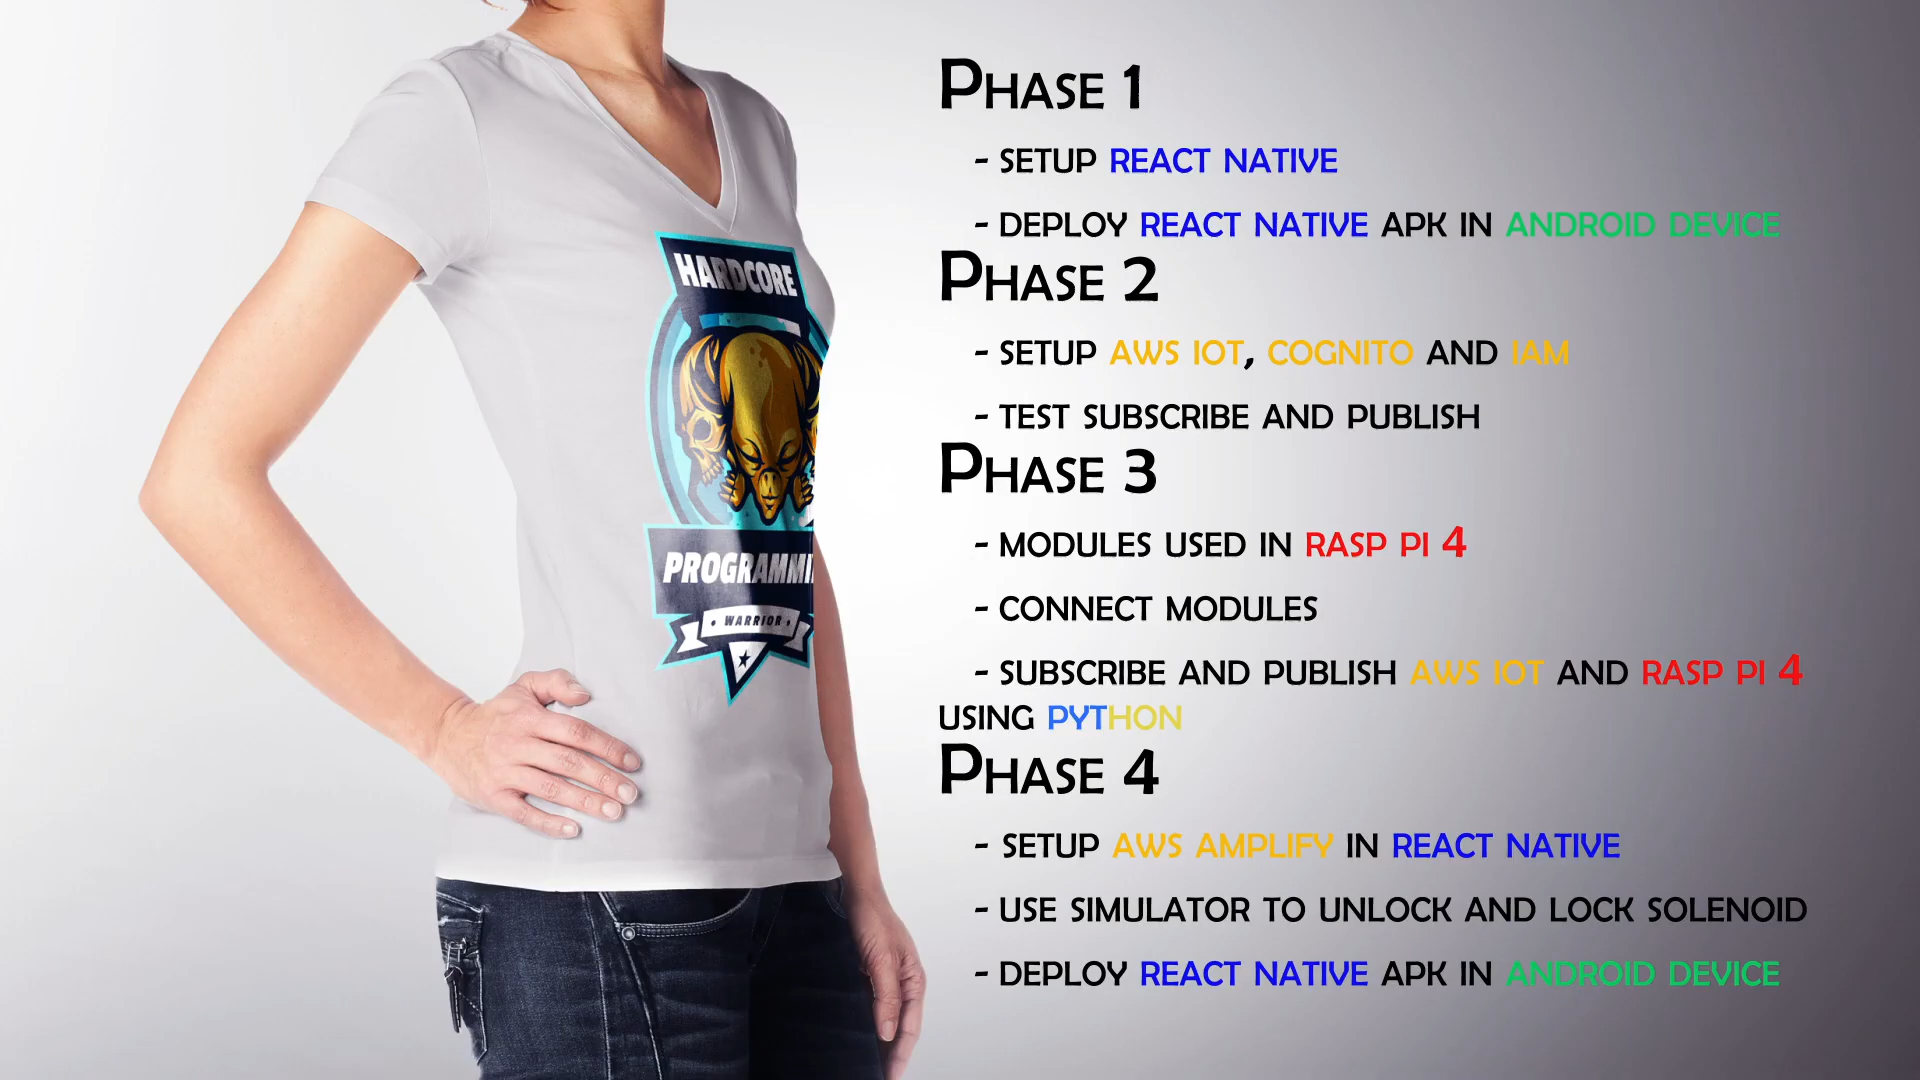 HARDCORE
WARRIOR
Phase 1
- SETUP REACT NATIVE
- DEPLOY REACT NATIVE APK IN ANDROID DEVICE
Phase 2
- SETUP AWS IOT, COGNITO AND IAM
- TEST SUBSCRIBE AND PUBLISH
Phase 3
- MODULES USED IN RASP PI 4
- CONNECT MODULES
- SUBSCRIBE AND PUBLISH AWS IOT AND RASP PI 4
USING PYTHON
Phase 4
- SETUP AWS AMPLIFY IN REACT NATIVE
- USE SIMULATOR TO UNLOCK AND LOCK SOLENOID
- DEPLOY REACT NATIVE APK IN ANDROID DEVICE